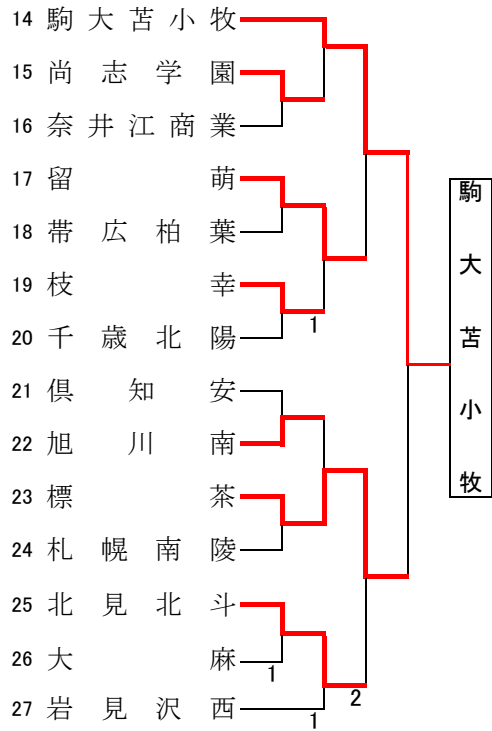 14 駒大苫小牧
15 尚志学園
16 奈井江商業
17 留萌
18 帯広柏葉
19 枝幸
1
20 千歳北陽
21 倶知安
22 旭川南
23 標茶
24 札幌南陵
25 北見北斗
26 大麻
1
2
27 岩見沢西
1
駒大苫小牧